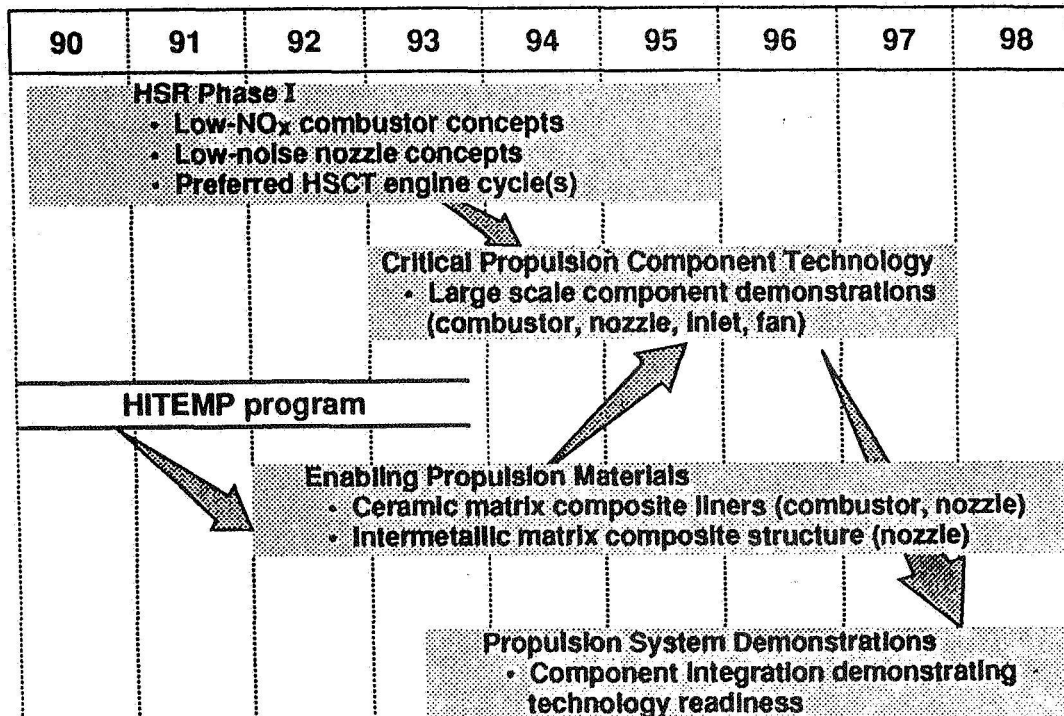 90 91 92 93 94 95 96 97 98
HSR Phase I
· Low-NOx combustor concepts
· Low-noise nozzle concepts
· Preferred HSCT engine cycle(s)
Critical Propulsion Component Technology
· Large scale component demonstrations
(combustor, nozzle, inlet, fan)
HITEMP program
Enabling Propulsion Materials
· Ceramic matrix composite liners (combustor, nozzle)
· Intermetallic matrix composite structure (nozzle)
Propulsion System Demonstrations
· Component integration demonstrating
technology readiness